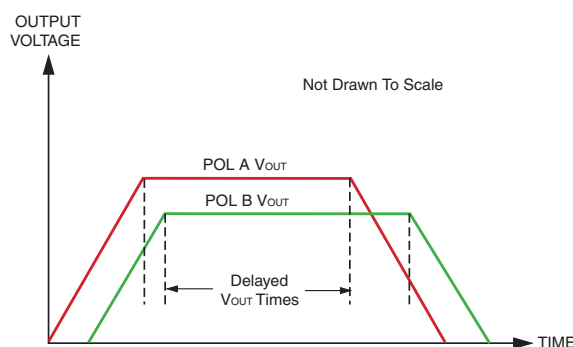 OUTPUT
VOLTAGE
Not Drawn To Scale
POL A VOUT
POL B VOUT
Delayed
VOUT Times
TIME